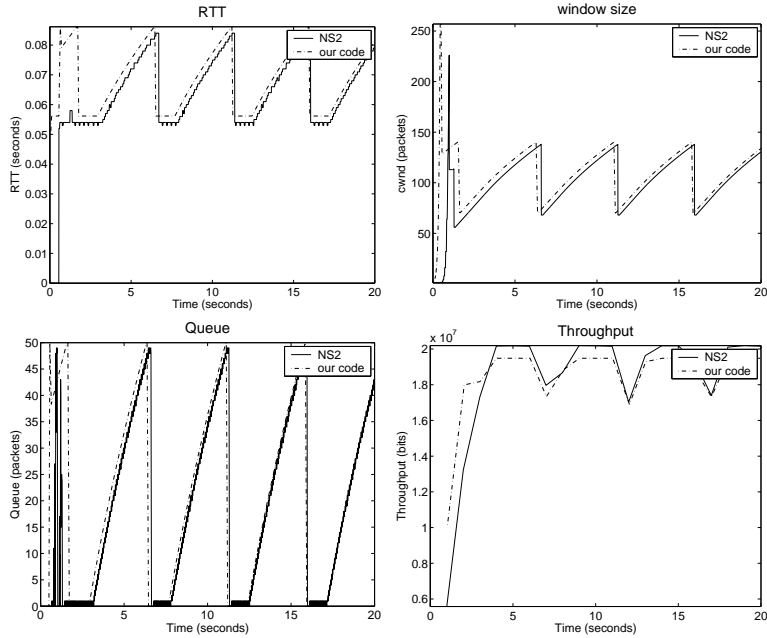 RTT
NS2
our code
RTT (seconds)
0.08
0.07
0.06
0.05
0.04
0.03
0.02
0.01
0
0 5 10 15 20
Time (seconds)
window size
NS2
our code
cwnd (packets)
250
200
150
100
50
0 5 10 15 20
Time (seconds)
Queue
NS2
our code
Queue (packets)
50
45
40
35
30
25
20
15
10
5
0
0 5 10 15 20
Time (seconds)
Throughput
x 10^7
NS2
our code
Throughput (bits)
2
1.8
1.6
1.4
1.2
1
0.8
0.6
0 5 10 15 20
Time (seconds)